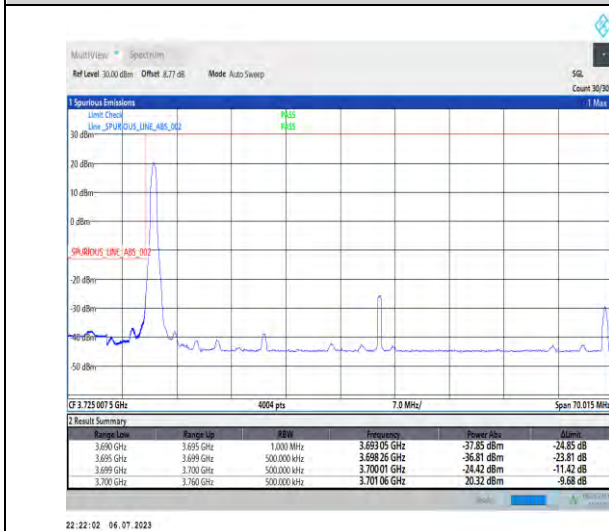 MultiView Spectrum
Ref Level 30.00 dBm Offset 8.77 dB Mode Auto Sweep SGL
Count 30/30
1 Spurious Emissions 1 Max
Limit Check PASS
Line _SPURIOUS_LINE_ABS_002 PASS
30 dBm
20 dBm
10 dBm
0 dBm
_SPURIOUS_LINE_ABS_002
-20 dBm
-30 dBm
-40 dBm
-50 dBm
CF 3.725 007 5 GHz 4004 pts 7.0 MHz/ Span 70.015 MHz
2 Result Summary
Range Low Range Up RBW Frequency Power Abs ΔLimit
3.690 GHz 3.695 GHz 1.000 MHz 3.693 05 GHz -37.85 dBm -24.85 dB
3.695 GHz 3.699 GHz 500.000 kHz 3.698 26 GHz -36.81 dBm -23.81 dB
3.699 GHz 3.700 GHz 500.000 kHz 3.700 01 GHz -24.42 dBm -11.42 dB
3.700 GHz 3.760 GHz 500.000 kHz 3.701 06 GHz 20.32 dBm -9.68 dB
22:22:02 06.07.2023